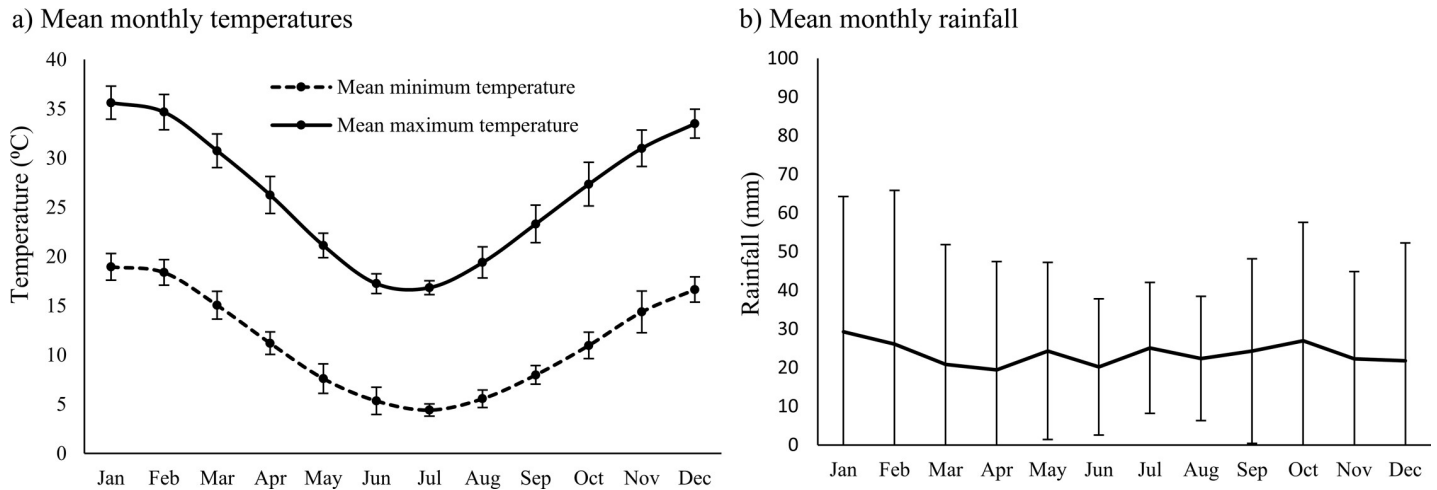 a) Mean monthly temperatures
40
35
30
25
20
15
10
5
0
Temperature (ºC)
Mean minimum temperature
Mean maximum temperature
Jan Feb Mar Apr May Jun Jul Aug Sep Oct Nov Dec
b) Mean monthly rainfall
100
90
80
70
60
50
40
30
20
10
0
Rainfall (mm)
Jan Feb Mar Apr May Jun Jul Aug Sep Oct Nov Dec